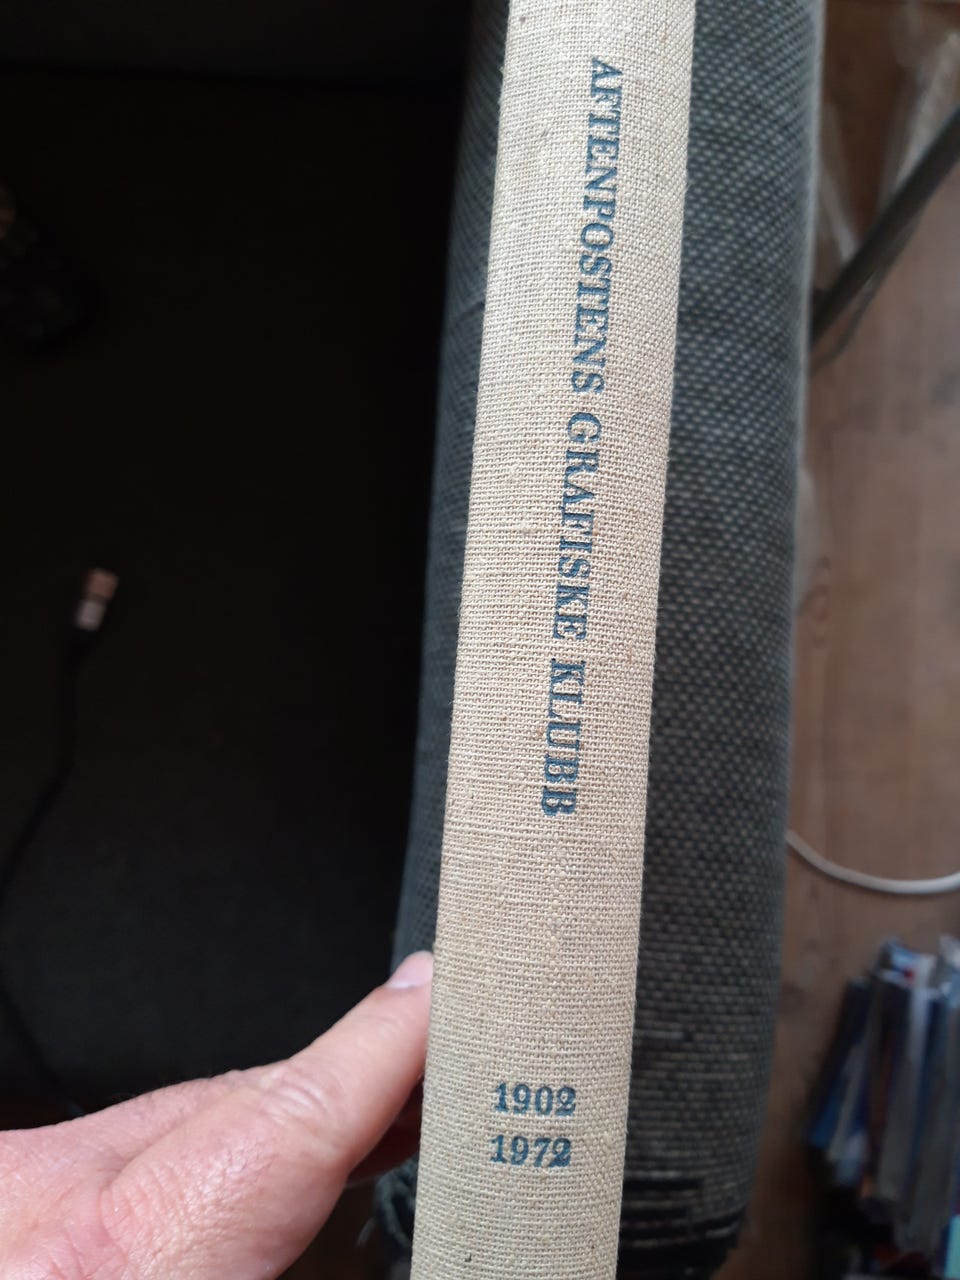 AFTENPOSTENS GRAFISKE KLUBB
1902
1972